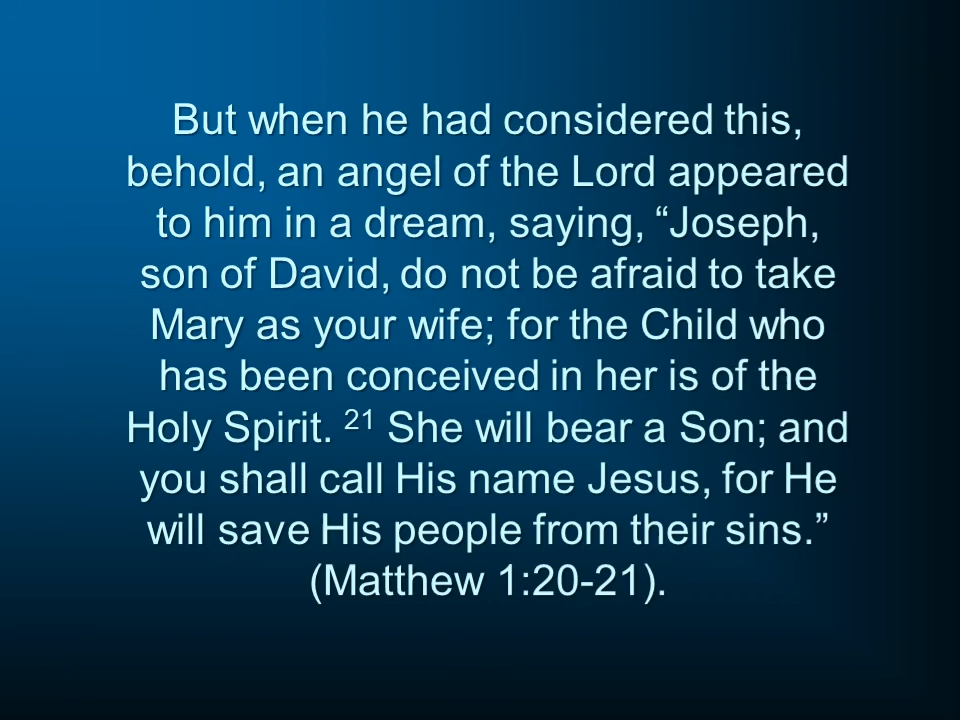 But when he had considered this,
behold, an angel of the Lord appeared
to him in a dream, saying, “Joseph,
son of David, do not be afraid to take
Mary as your wife; for the Child who
has been conceived in her is of the
Holy Spirit. 21 She will bear a Son; and
you shall call His name Jesus, for He
will save His people from their sins.”
(Matthew 1:20-21).